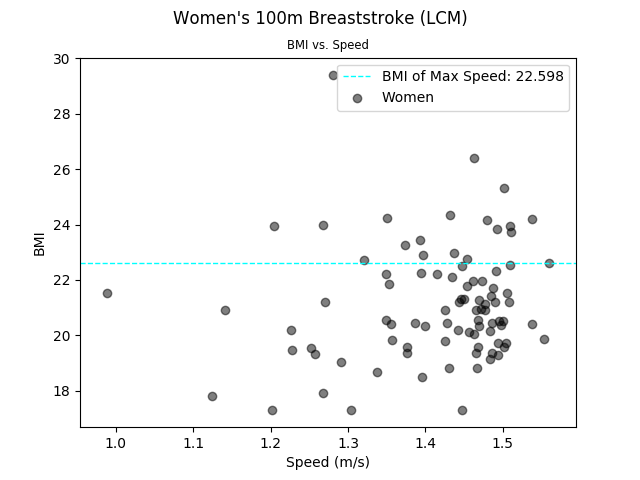 Women's 100m Breaststroke (LCM)
BMI vs. Speed
BMI of Max Speed: 22.598
Women
BMI
30
28
26
24
22
20
18
1.0 1.1 1.2 1.3 1.4 1.5
Speed (m/s)